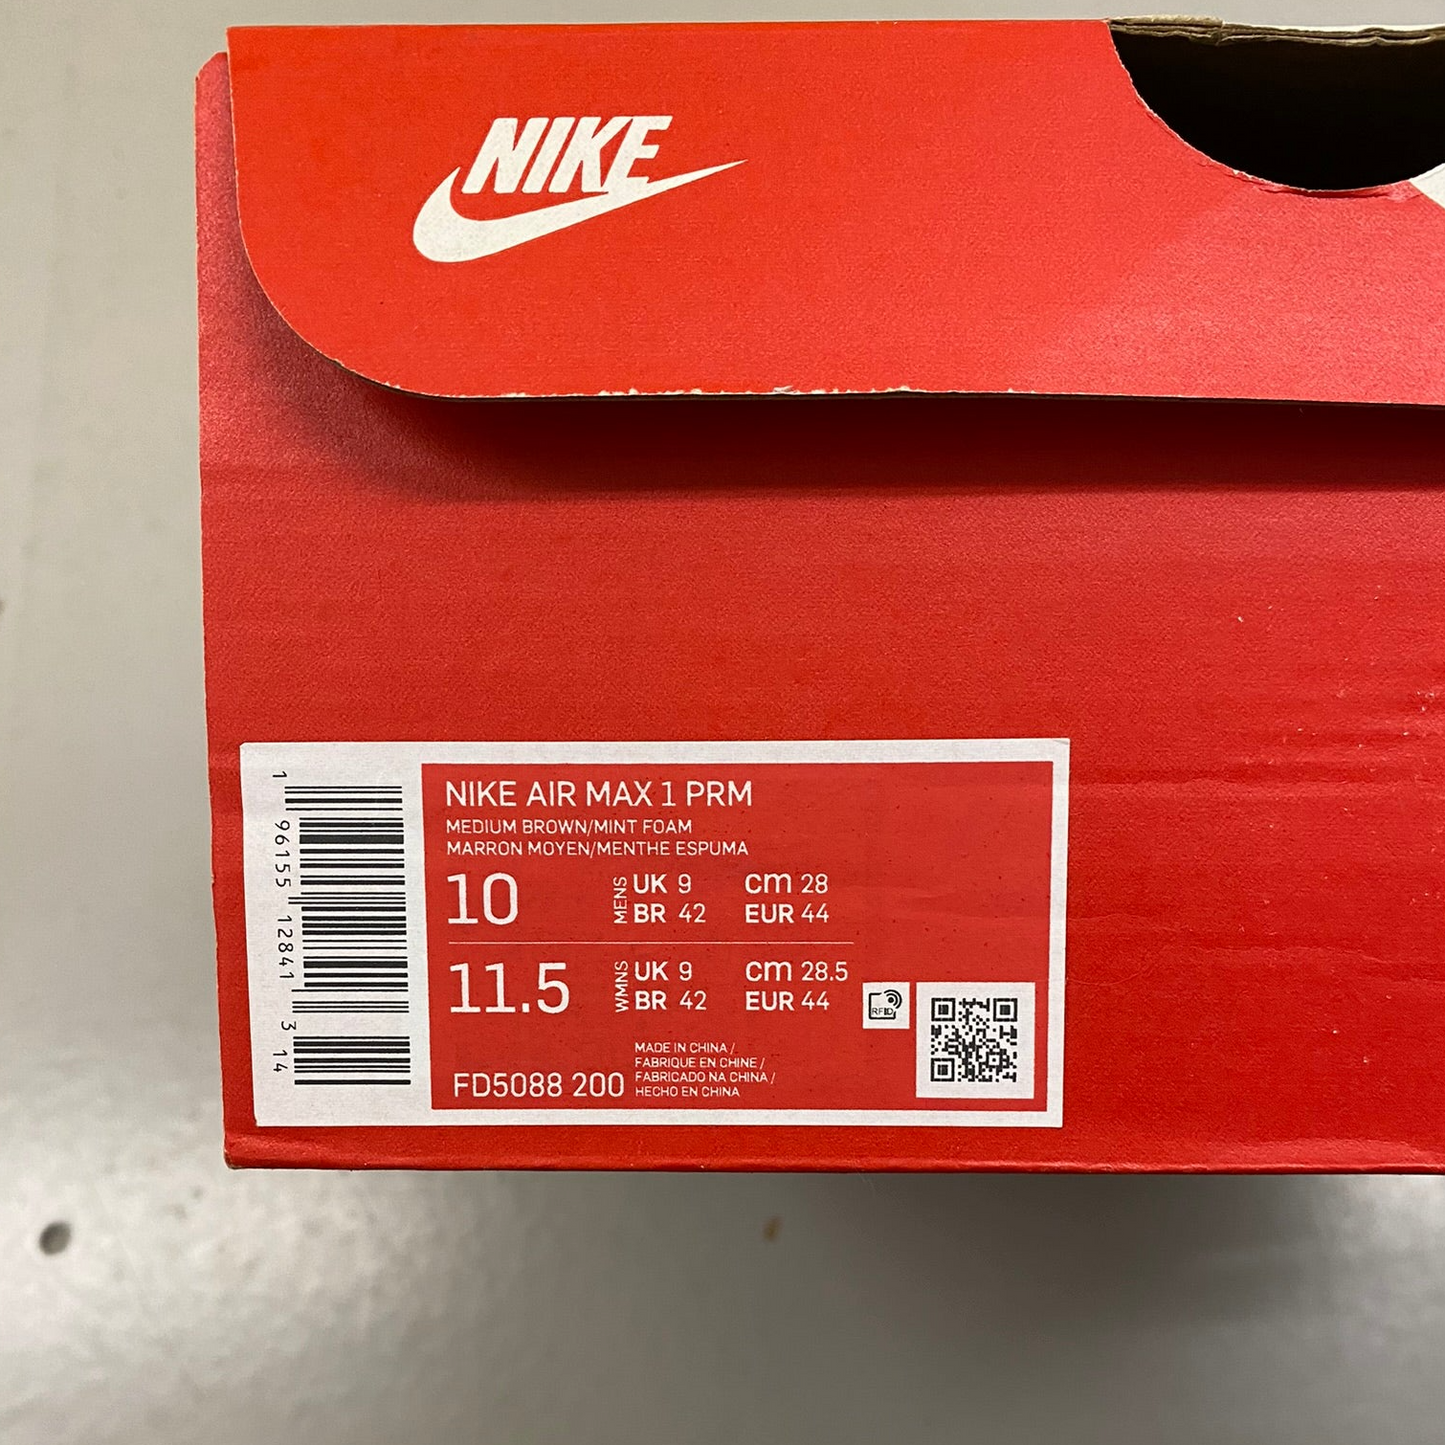 NIKE
NIKE AIR MAX 1 PRM
MEDIUM BROWN/MINT FOAM
MARRON MOYEN/MENTHE ESPUMA
10 MENS UK 9 cm 28
BR 42 EUR 44
11.5 WMNS UK 9 cm 28.5
BR 42 EUR 44
RFID
MADE IN CHINA /
FABRIQUE EN CHINE /
FABRICADO NA CHINA /
HECHO EN CHINA
FD5088 200
1 96155 12841 3 14